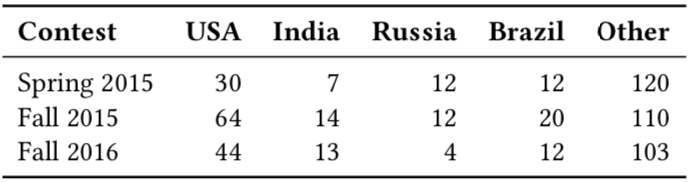 Contest USA India Russia Brazil Other
Spring 2015 30 7 12 12 120
Fall 2015 64 14 12 20 110
Fall 2016 44 13 4 12 103